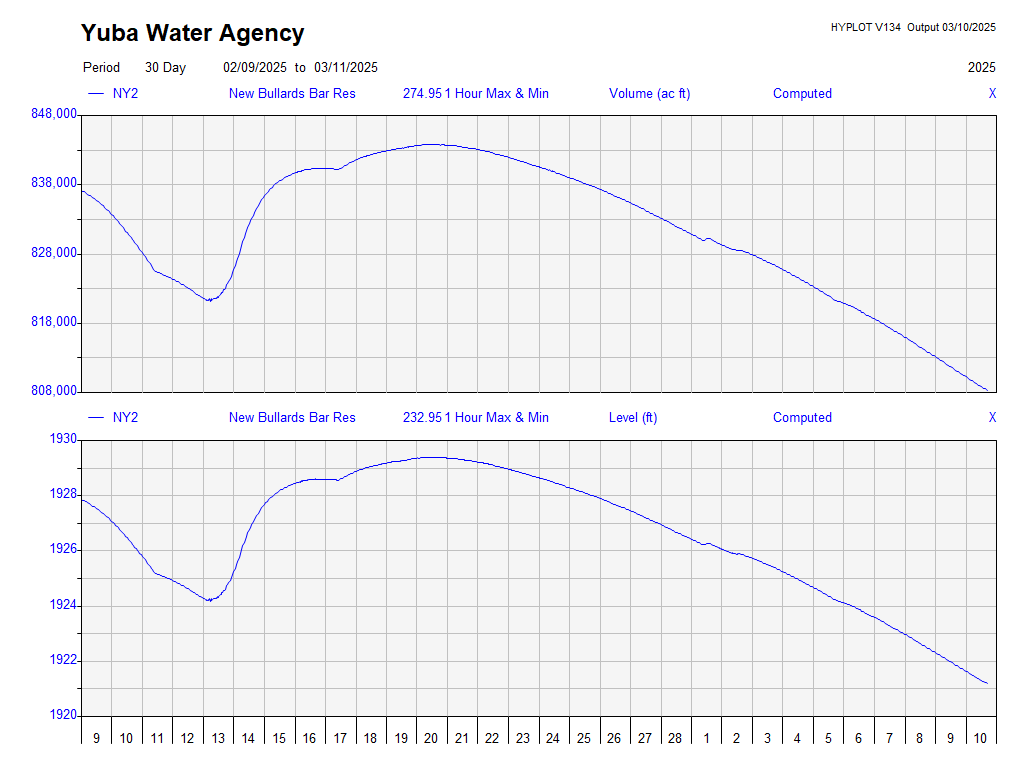 Yuba Water Agency
HYPLOT V134 Output 03/10/2025
Period 30 Day 02/09/2025 to 03/11/2025 2025
NY2 New Bullards Bar Res 274.95 1 Hour Max & Min Volume (ac ft) Computed X
848,000
838,000
828,000
818,000
808,000
NY2 New Bullards Bar Res 232.95 1 Hour Max & Min Level (ft) Computed X
1930
1928
1926
1924
1922
1920
9 10 11 12 13 14 15 16 17 18 19 20 21 22 23 24 25 26 27 28 1 2 3 4 5 6 7 8 9 10